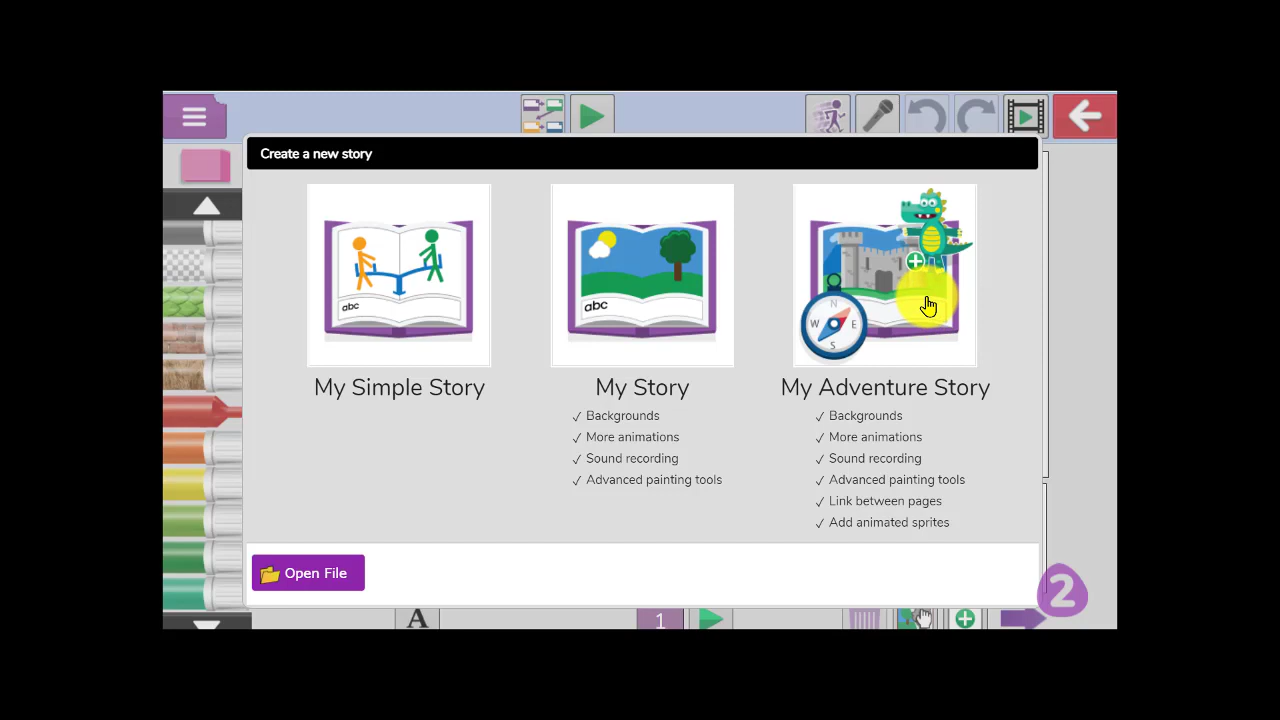 Create a new story
abc
abc
N
W E
S
My Simple Story
My Story
✓ Backgrounds
✓ More animations
✓ Sound recording
✓ Advanced painting tools
My Adventure Story
✓ Backgrounds
✓ More animations
✓ Sound recording
✓ Advanced painting tools
✓ Link between pages
✓ Add animated sprites
Open File
2
A
1